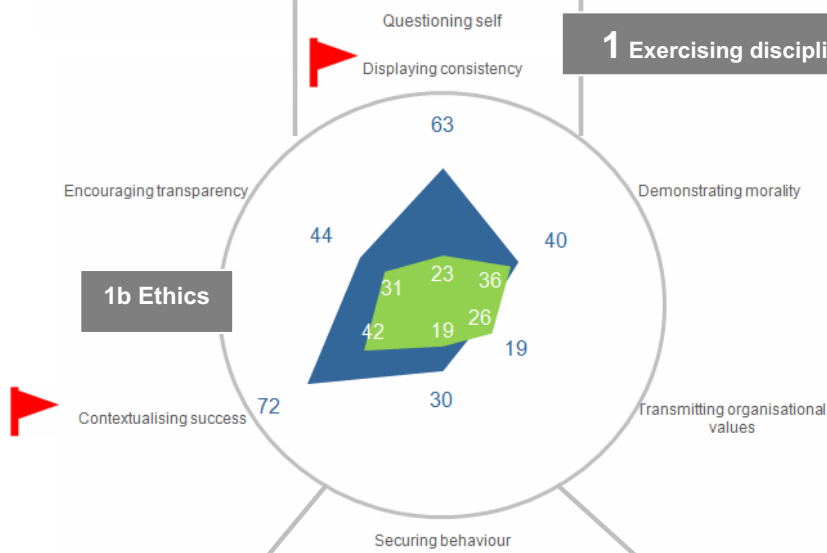 Questioning self
1 Exercising discipli
Displaying consistency
63
Encouraging transparency
Demonstrating morality
44
40
23
36
31
1b Ethics
26
42
19
19
30
72
Contextualising success
Transmitting organisational
values
Securing behaviour